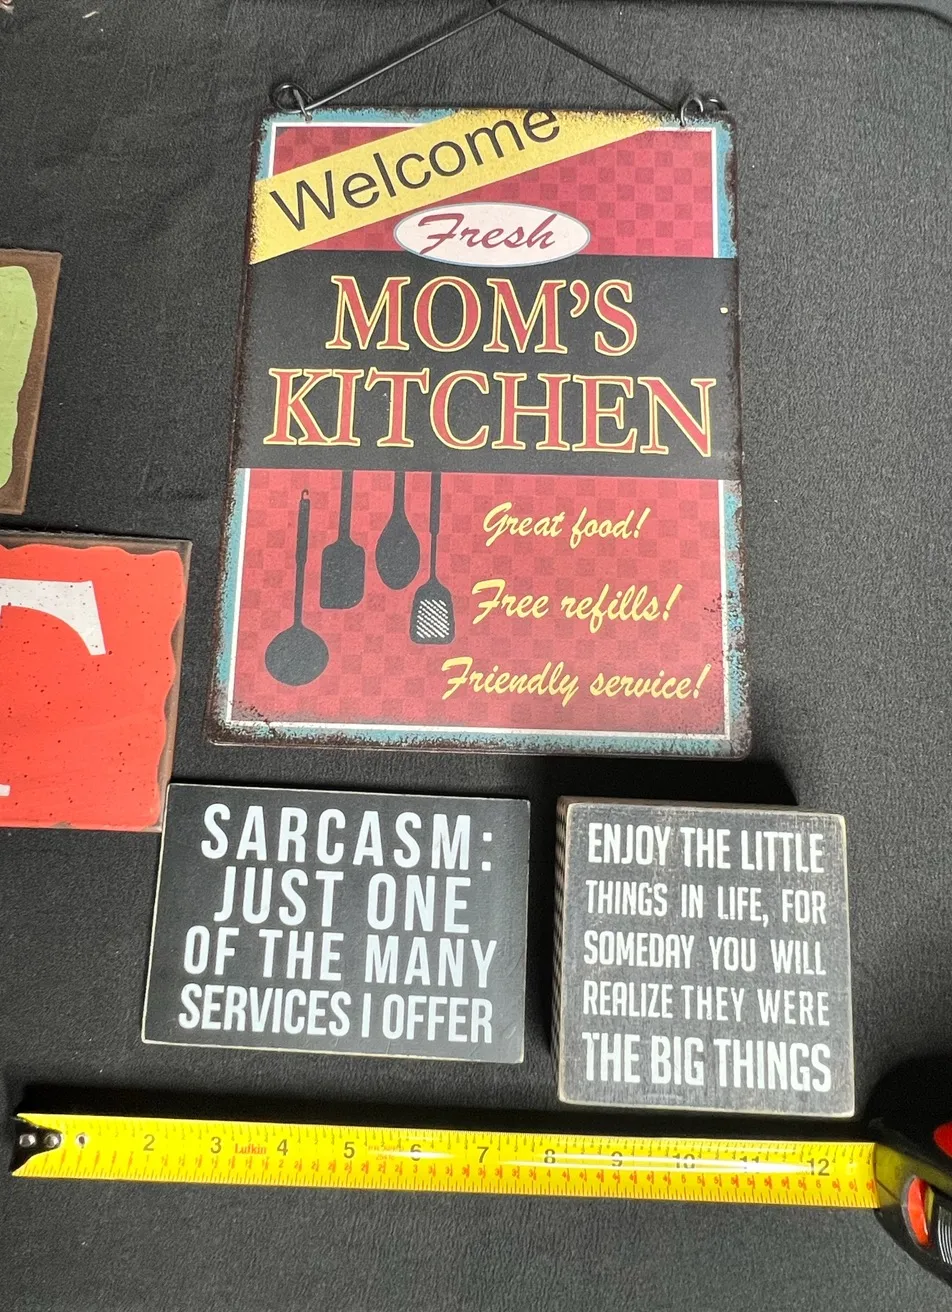 Welcome
Fresh
MOM'S
KITCHEN
Great food!
Free refills!
Friendly service!
T
SARCASM:
JUST ONE
OF THE MANY
SERVICES I OFFER
ENJOY THE LITTLE
THINGS IN LIFE, FOR
SOMEDAY YOU WILL
REALIZE THEY WERE
THE BIG THINGS
1 2 3 Lufkin 4 5 6 7 8 9 10 11 12